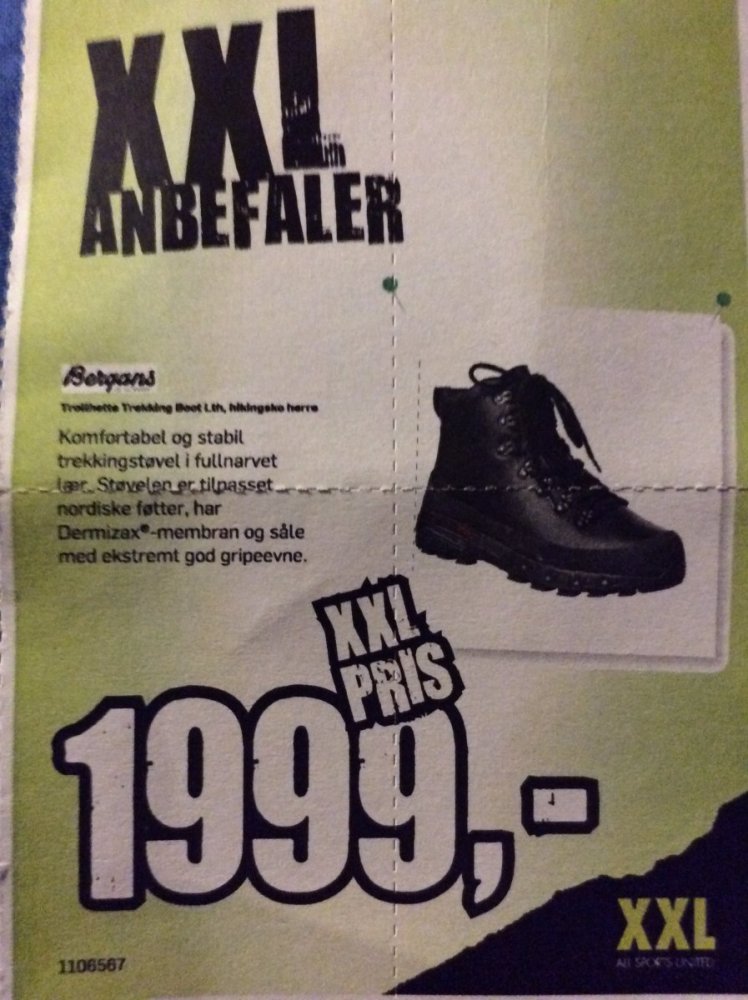 XXL
ANBEFALER
Bergans
Trollhetta Trekking Boot Lth, hikingsko herre
Komfortabel og stabil
trekkingstøvel i fullnarvet
lær. Støvelen er tilpasset
nordiske føtter, har
Dermizax®-membran og såle
med ekstremt god gripeevne.
XXL
PRIS
1999,-
XXL
ALL SPORTS UNITED
1106567